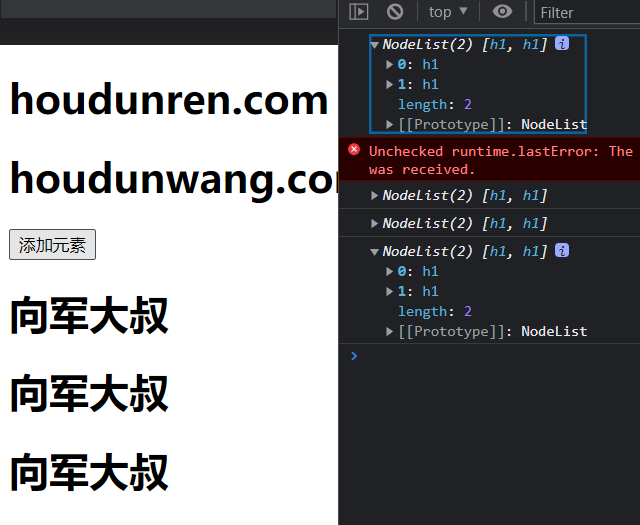 houdunren.com
houdunwang.co
添加元素
向军大叔
向军大叔
向军大叔
top
Filter
NodeList(2) [h1, h1] i
0: h1
1: h1
length: 2
[[Prototype]]: NodeList
Unchecked runtime.lastError: The
was received.
NodeList(2) [h1, h1]
NodeList(2) [h1, h1]
NodeList(2) [h1, h1] i
0: h1
1: h1
length: 2
[[Prototype]]: NodeList